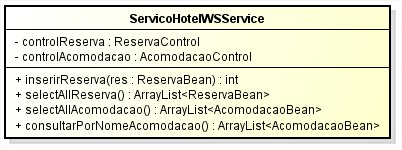 ServicoHotelWSService
- controlReserva : ReservaControl
- controlAcomodacao : AcomodacaoControl
+ inserirReserva(res : ReservaBean) : int
+ selectAllReserva() : ArrayList<ReservaBean>
+ selectAllAcomodacao() : ArrayList<AcomodacaoBean>
+ consultarPorNomeAcomodacao() : ArrayList<AcomodacaoBean>